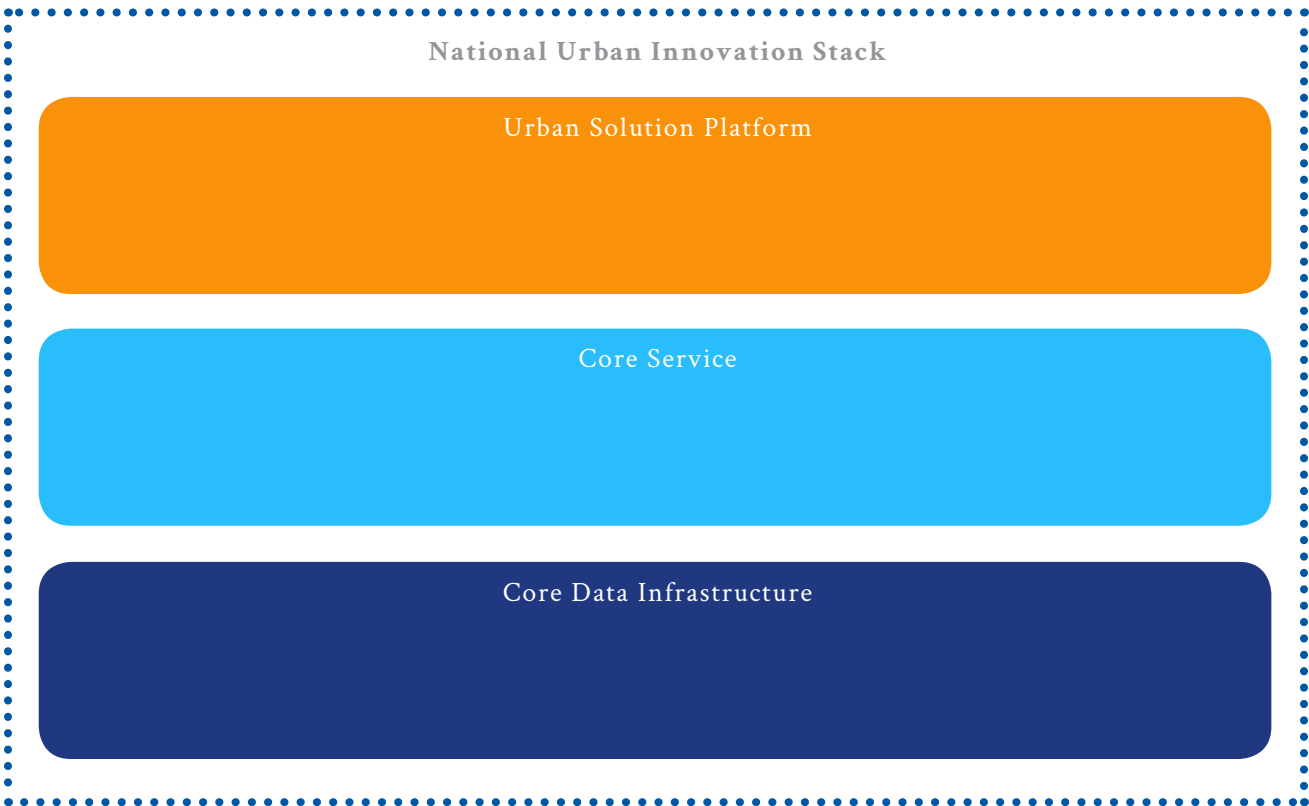 National Urban Innovation Stack
Urban Solution Platform
Core Service
Core Data Infrastructure